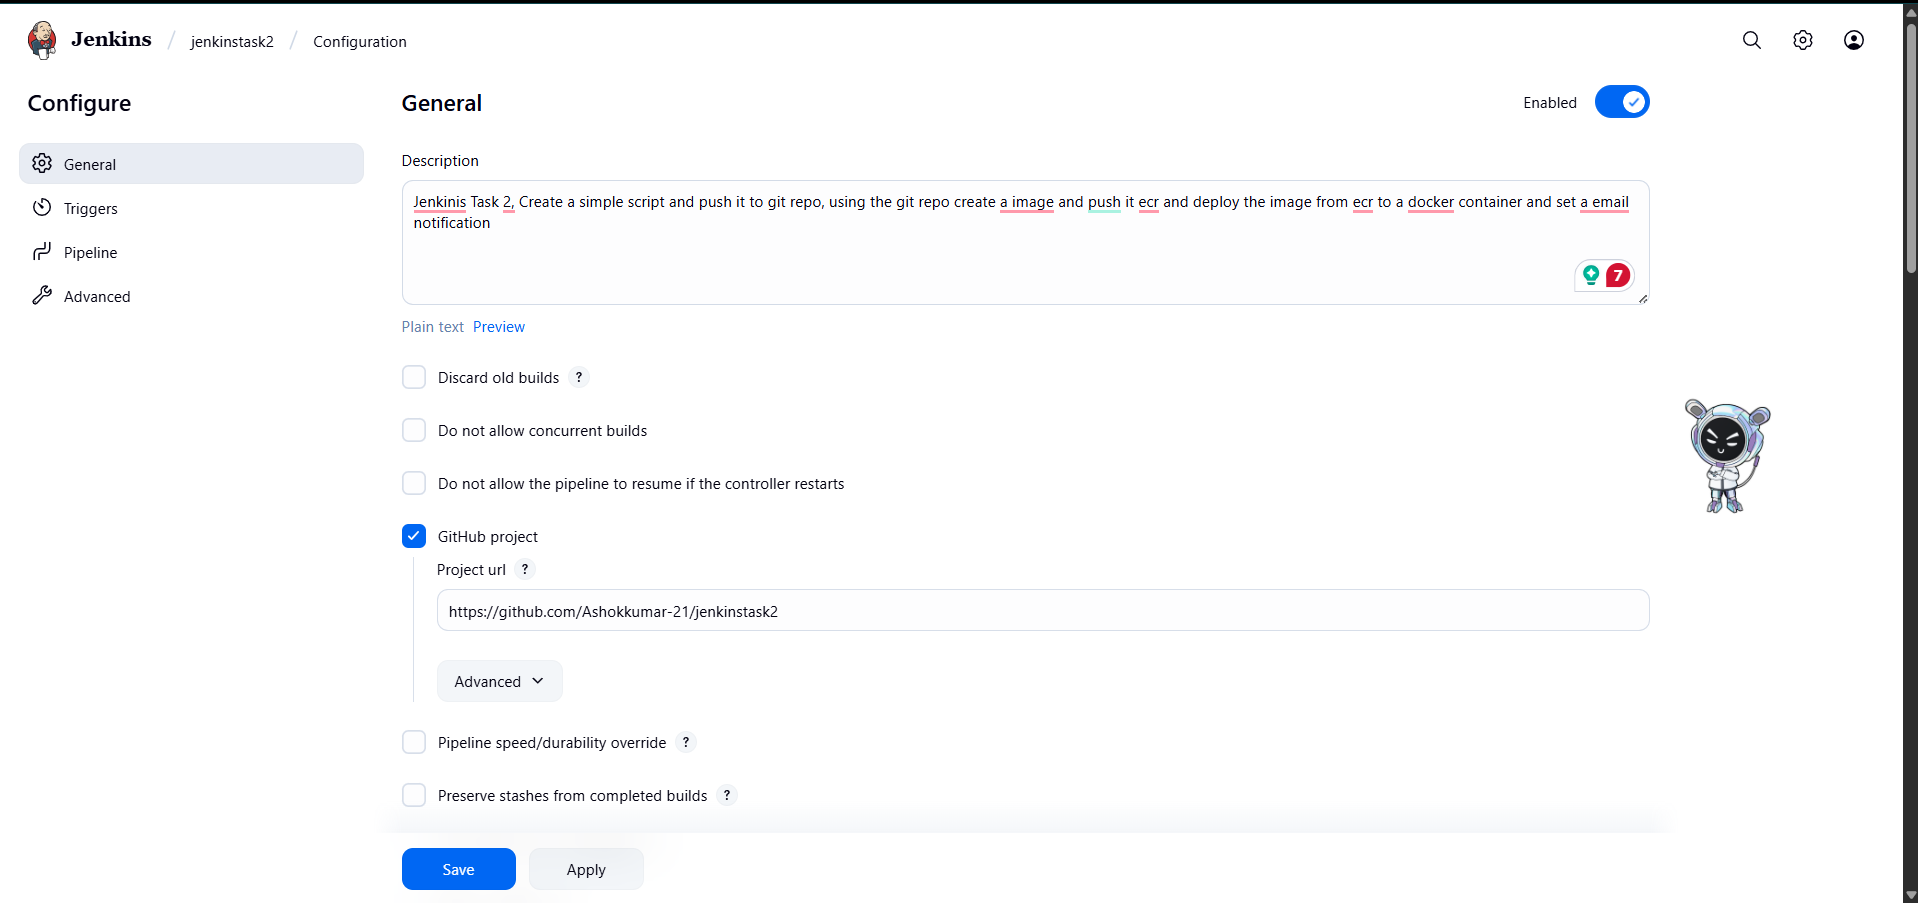 Jenkins / jenkinstask2 / Configuration
Configure
General
Triggers
Pipeline
Advanced
General
Enabled
Description
Jenkinis Task 2, Create a simple script and push it to git repo, using the git repo create a image and push it ecr and deploy the image from ecr to a docker container and set a email
notification
7
Plain text Preview
Discard old builds ?
Do not allow concurrent builds
Do not allow the pipeline to resume if the controller restarts
GitHub project
Project url ?
https://github.com/Ashokkumar-21/jenkinstask2
Advanced
Pipeline speed/durability override ?
Preserve stashes from completed builds ?
Save Apply